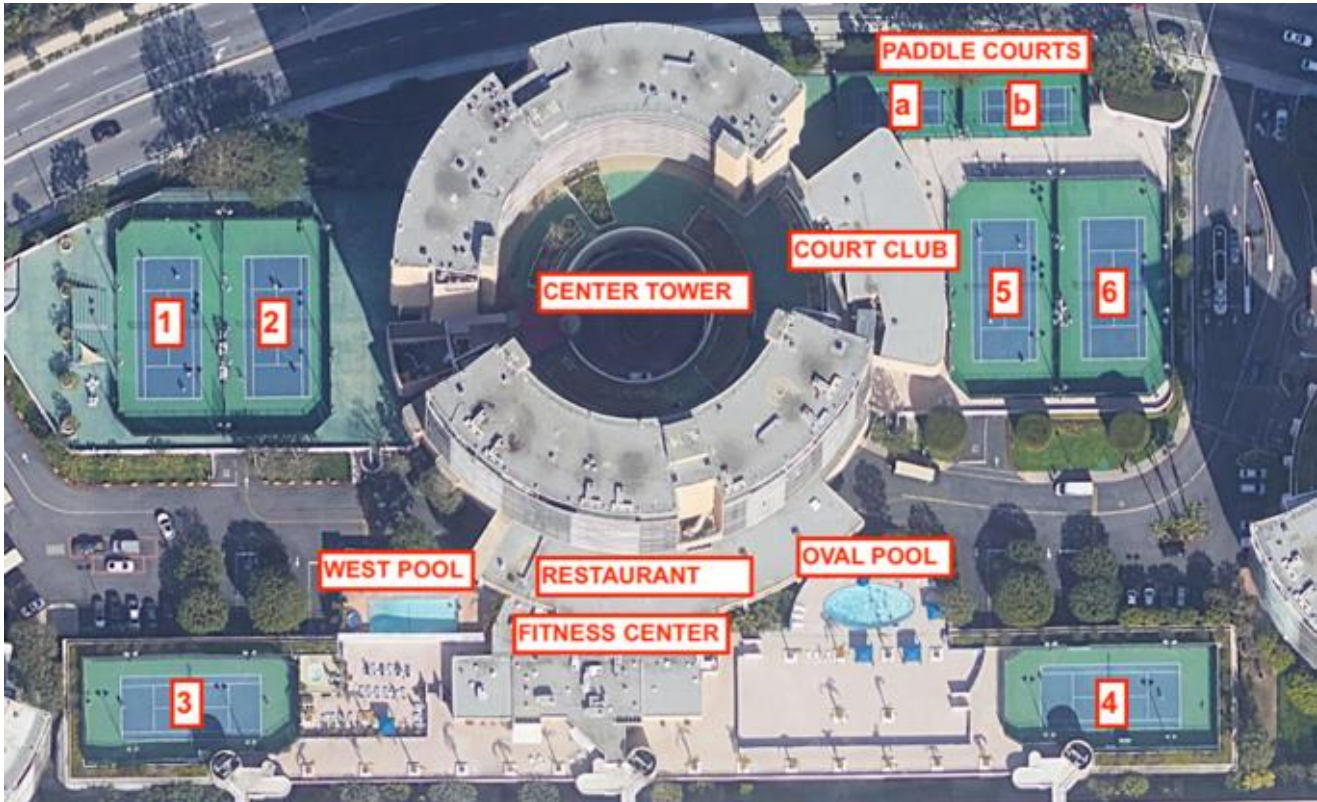 PADDLE COURTS
a
b
COURT CLUB
CENTER TOWER
1
2
5
6
WEST POOL
RESTAURANT
OVAL POOL
FITNESS CENTER
3
4